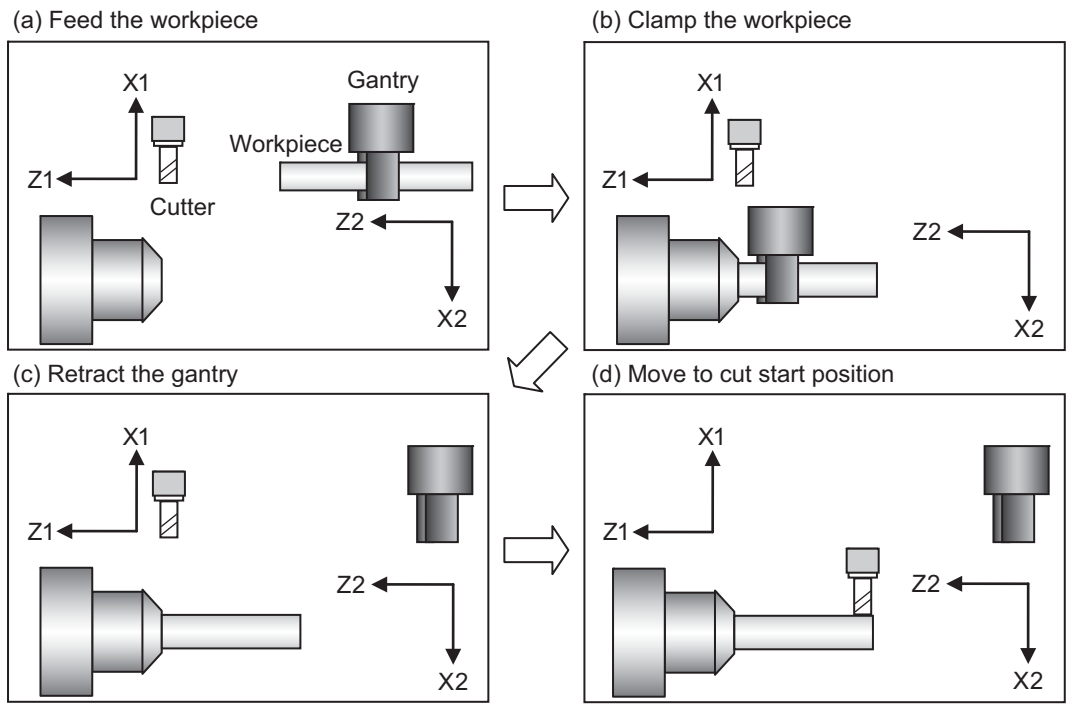 (a) Feed the workpiece
X1
Gantry
Workpiece
Z1
Cutter
Z2
X2
(b) Clamp the workpiece
X1
Z1
Z2
X2
(c) Retract the gantry
X1
Z1
Z2
X2
(d) Move to cut start position
X1
Z1
Z2
X2